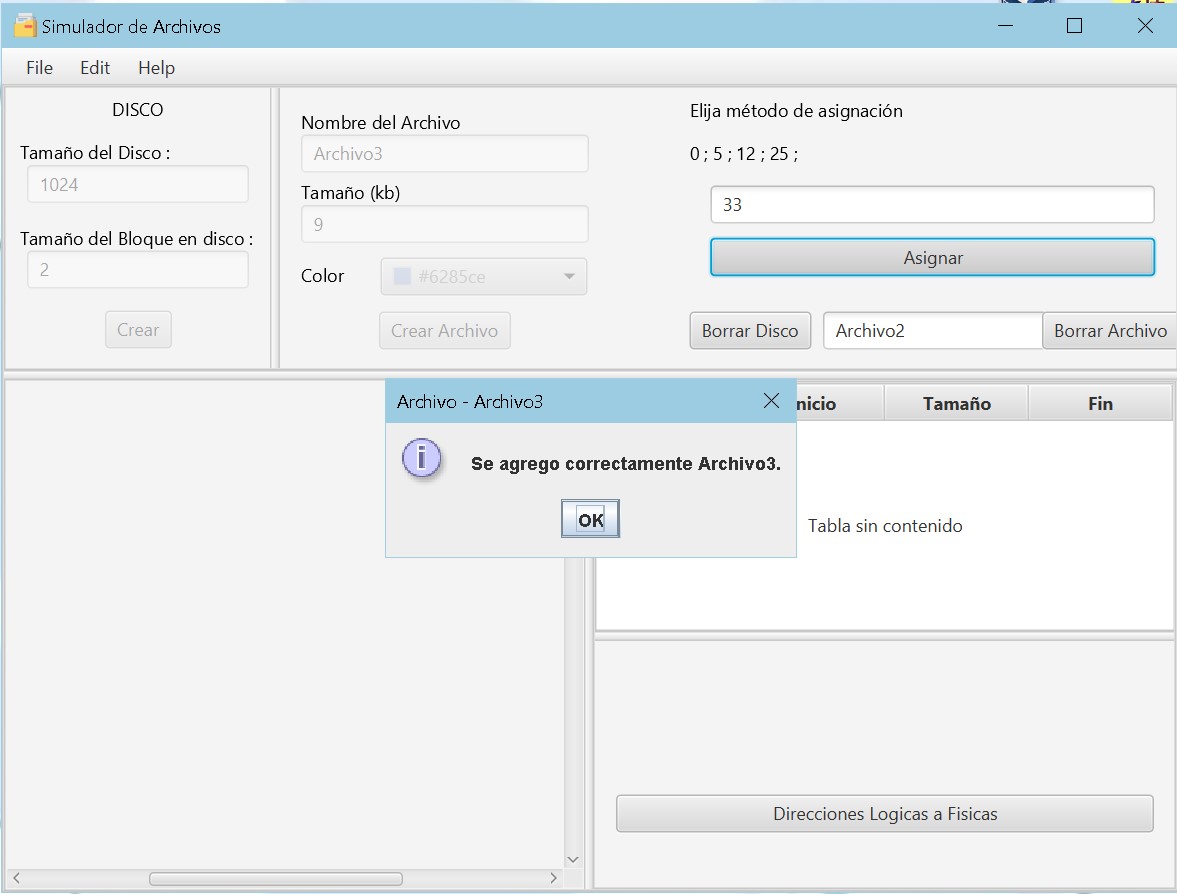 Simulador de Archivos
File Edit Help
DISCO
Tamaño del Disco :
1024
Tamaño del Bloque en disco :
2
Crear
Nombre del Archivo
Archivo3
Tamaño (kb)
9
Color #6285ce
Crear Archivo
Elija método de asignación
0 ; 5 ; 12 ; 25 ;
33
Asignar
Borrar Disco Archivo2 Borrar Archivo
Archivo - Archivo3
Se agrego correctamente Archivo3.
OK
nicio Tamaño Fin
Tabla sin contenido
Direcciones Logicas a Fisicas